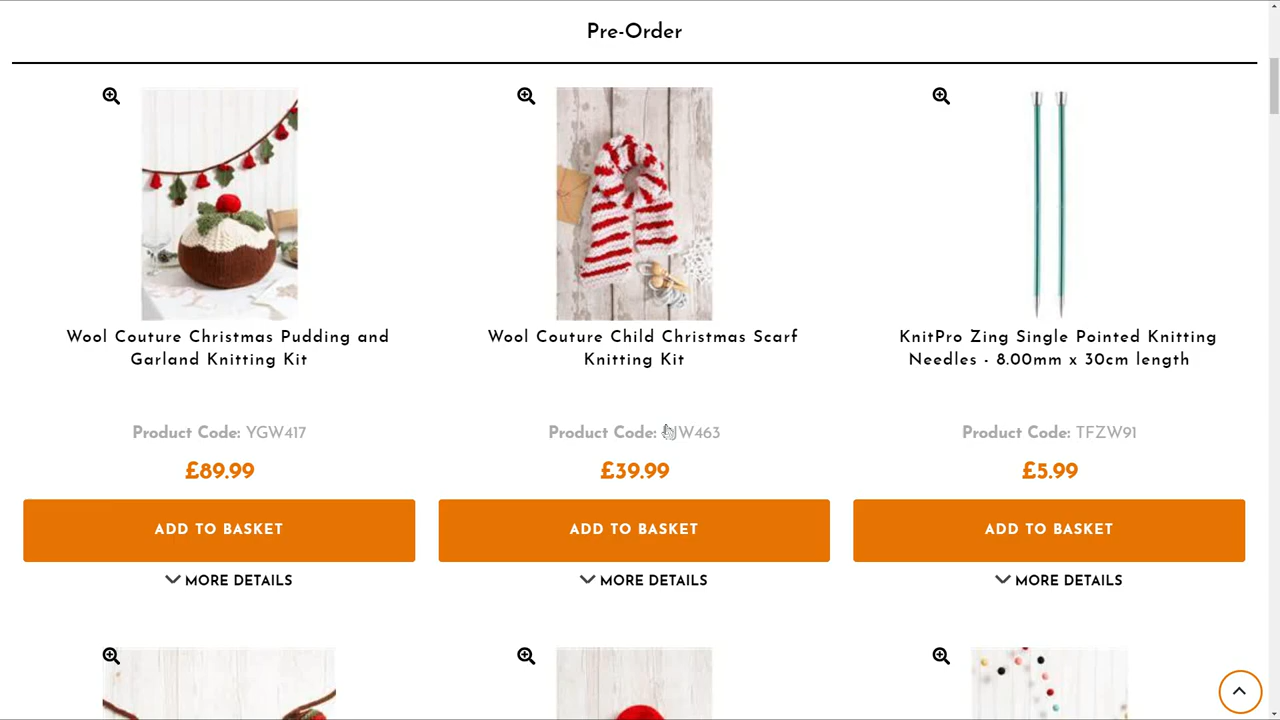 Pre-Order
Wool Couture Christmas Pudding and
Garland Knitting Kit
Product Code: YGW417
£89.99
ADD TO BASKET
MORE DETAILS
Wool Couture Child Christmas Scarf
Knitting Kit
Product Code:
£39.99
ADD TO BASKET
MORE DETAILS
KnitPro Zing Single Pointed Knitting
Needles - 8.00mm x 30cm length
Product Code: TFZW91
£5.99
ADD TO BASKET
MORE DETAILS